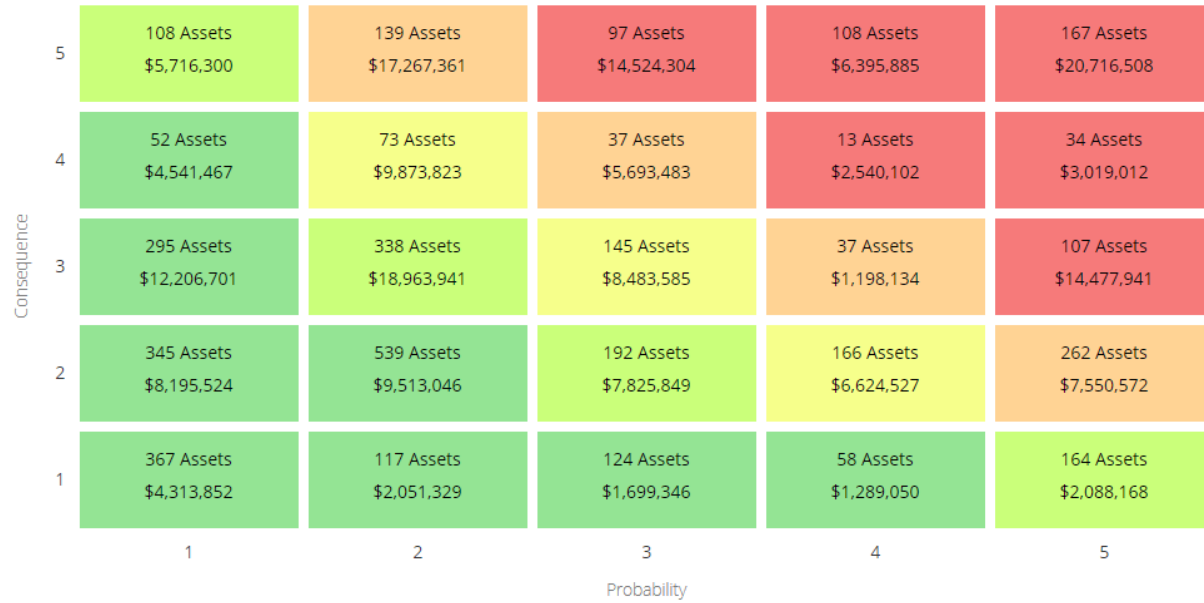 108 Assets
$5,716,300
139 Assets
$17,267,361
97 Assets
$14,524,304
108 Assets
$6,395,885
167 Assets
$20,716,508
5
52 Assets
$4,541,467
73 Assets
$9,873,823
37 Assets
$5,693,483
13 Assets
$2,540,102
34 Assets
$3,019,012
4
295 Assets
$12,206,701
338 Assets
$18,963,941
145 Assets
$8,483,585
37 Assets
$1,198,134
107 Assets
$14,477,941
3
Consequence
345 Assets
$8,195,524
539 Assets
$9,513,046
192 Assets
$7,825,849
166 Assets
$6,624,527
262 Assets
$7,550,572
2
367 Assets
$4,313,852
117 Assets
$2,051,329
124 Assets
$1,699,346
58 Assets
$1,289,050
164 Assets
$2,088,168
1
1
2
3
4
5
Probability